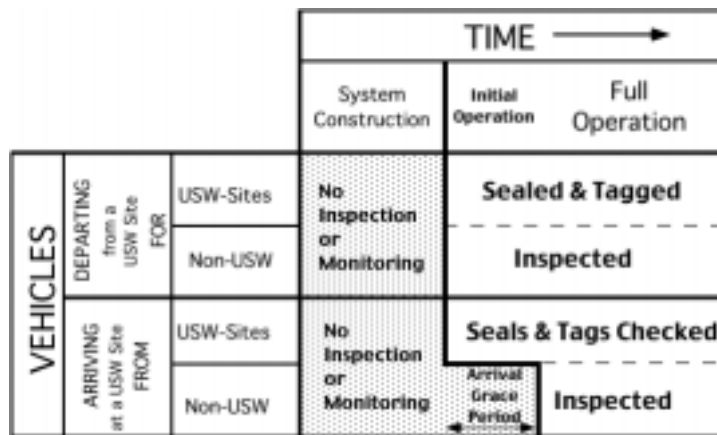 TIME
System
Construction
Initial
Operation
Full
Operation
VEHICLES
DEPARTING
from a
USW Site
FOR
USW-Sites
Non-USW
No
Inspection
or
Monitoring
Sealed & Tagged
Inspected
ARRIVING
at a USW Site
FROM
USW-Sites
Non-USW
No
Inspection
or
Monitoring
Seals & Tags Checked
Arrival
Grace
Period
Inspected